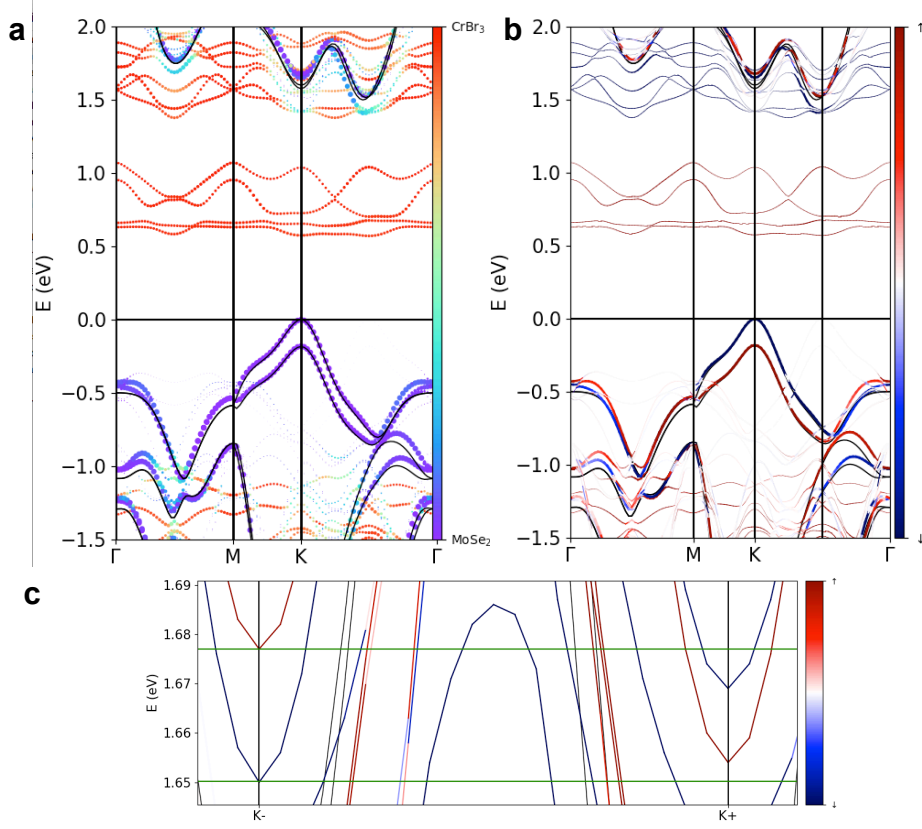 a
b
CrBr3
↑
2.0
1.5
1.0
0.5
0.0
−0.5
−1.0
−1.5
E (eV)
Γ
M
K
Γ
MoSe2
2.0
1.5
1.0
0.5
0.0
−0.5
−1.0
−1.5
E (eV)
Γ
M
K
Γ
↓
c
1.69
1.68
1.67
1.66
1.65
E (eV)
K-
K+
↑
↓